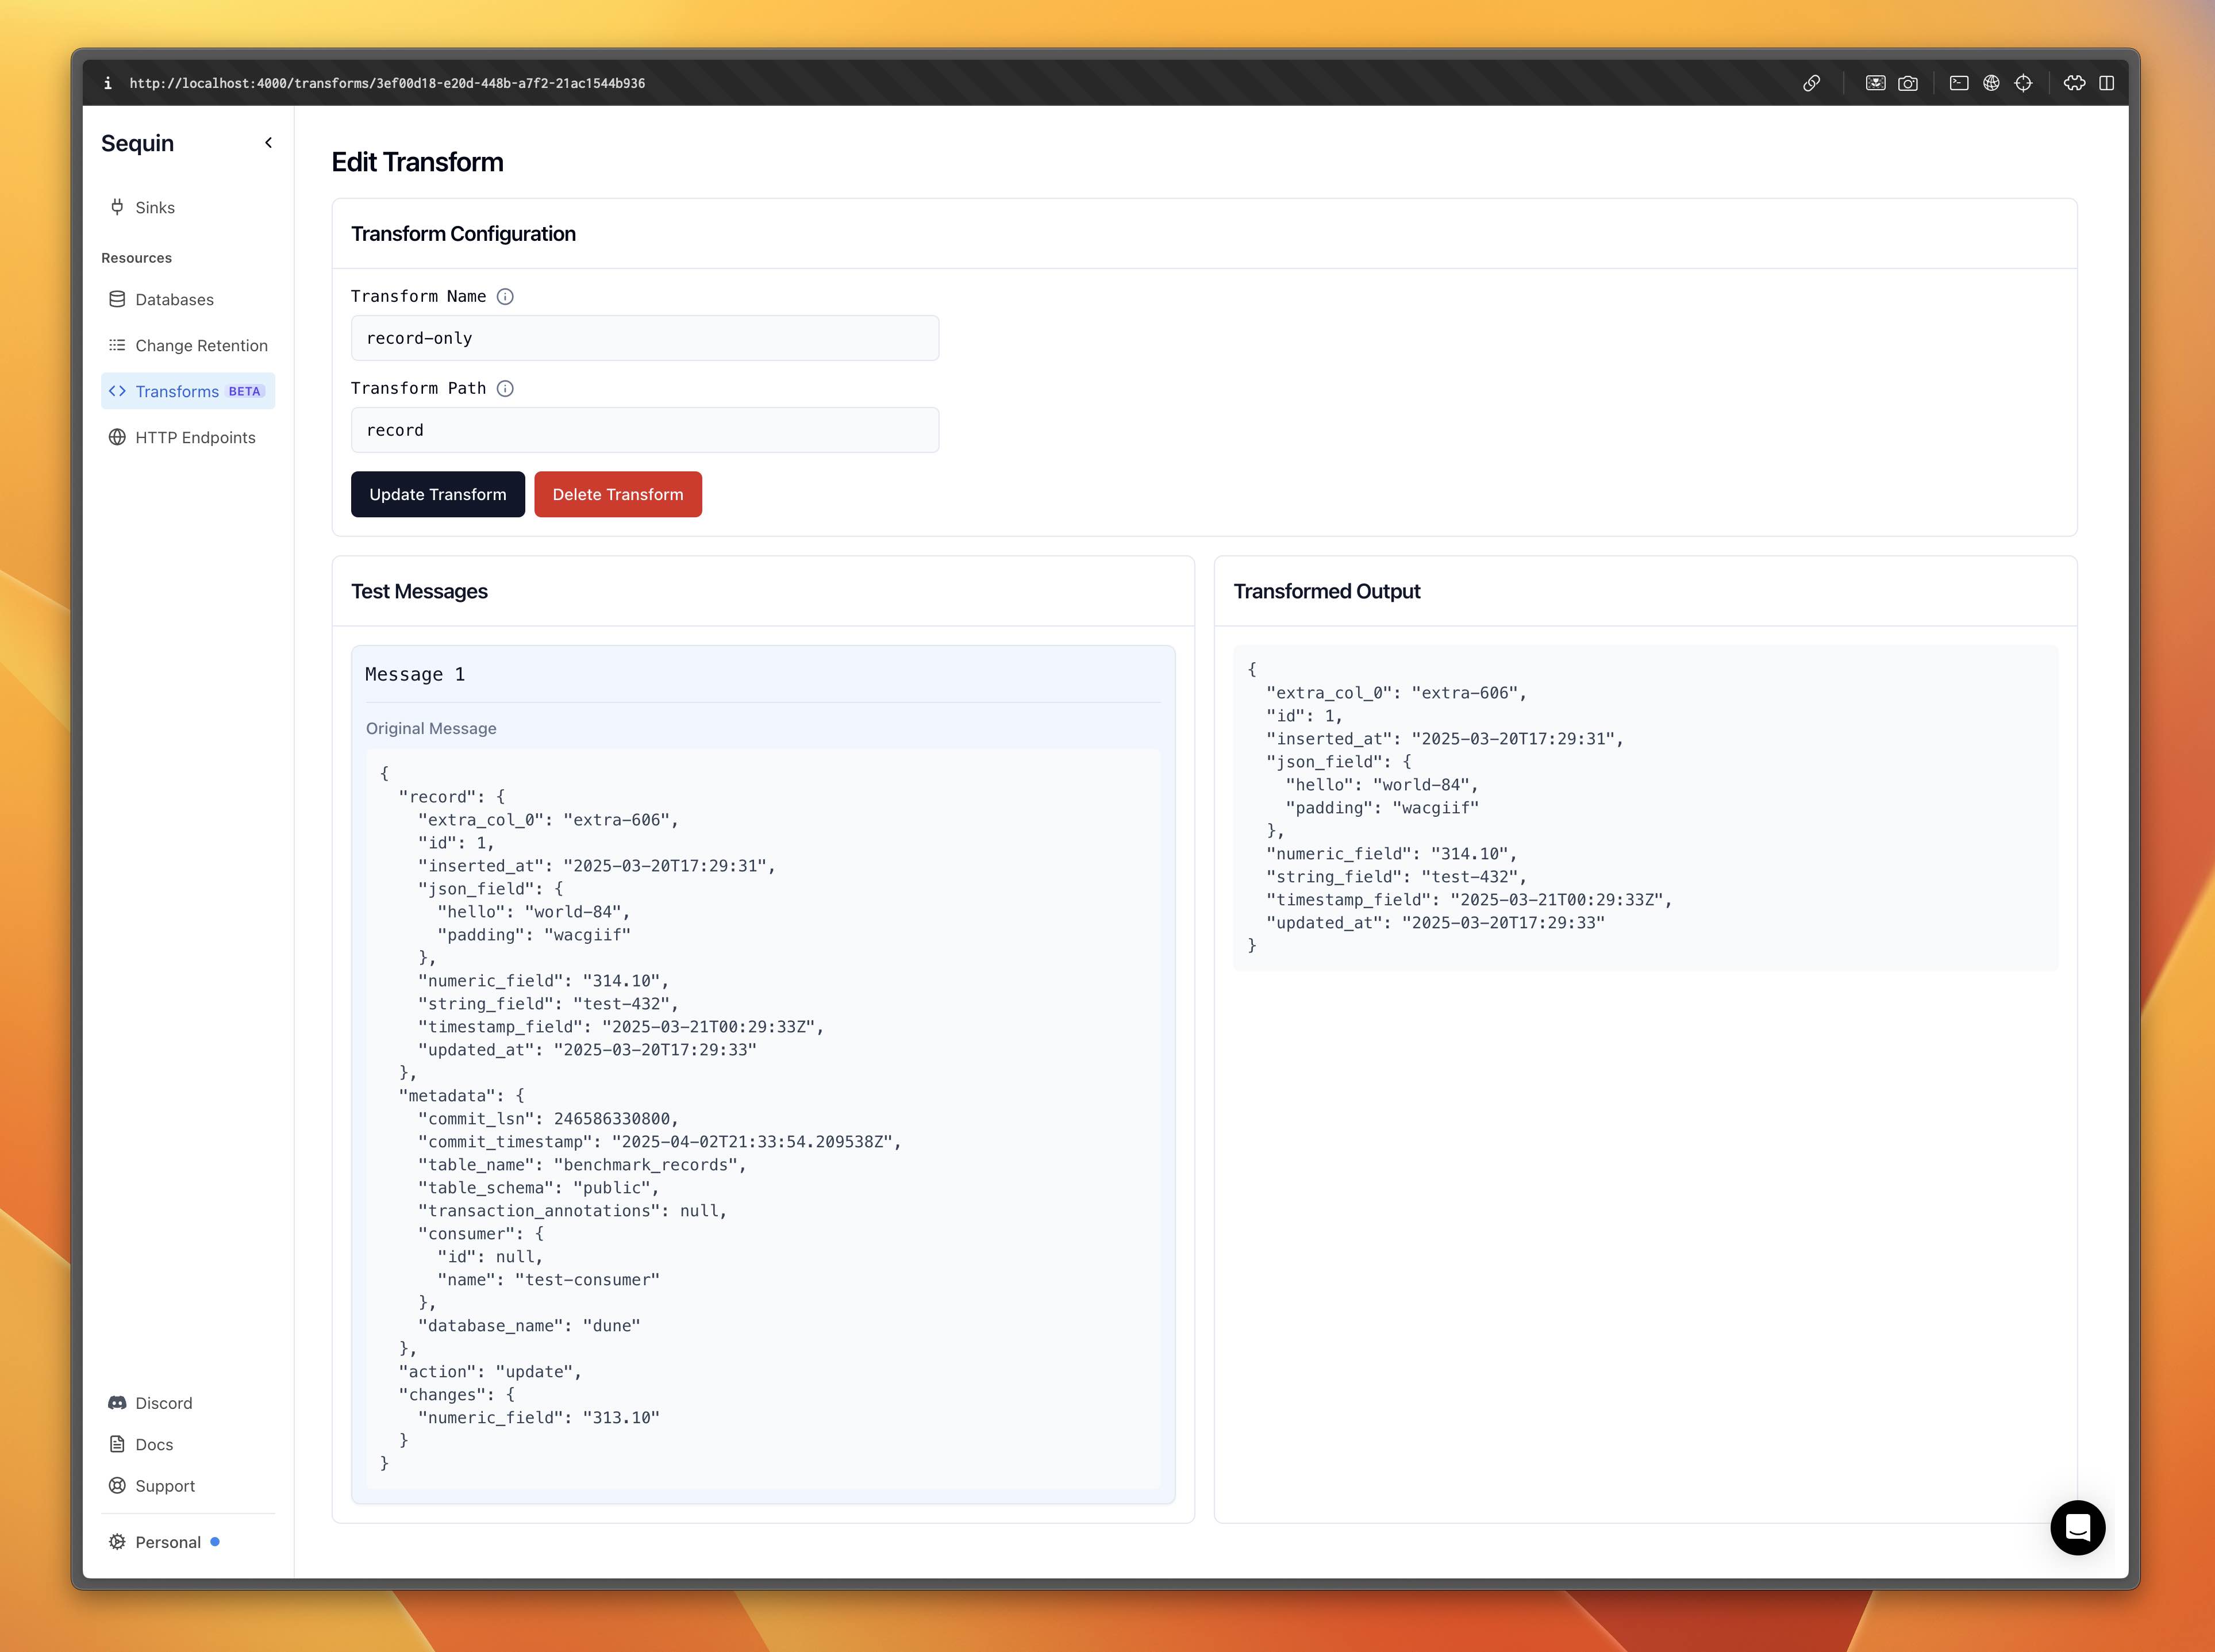 http://localhost:4000/transforms/3ef00d18-e20d-448b-a7f2-21ac1544b936
Sequin
Sinks
Resources
Databases
Change Retention
Transforms BETA
HTTP Endpoints
Discord
Docs
Support
Personal
Edit Transform
Transform Configuration
Transform Name
record-only
Transform Path
record
Update Transform
Delete Transform
Test Messages
Message 1
Original Message
{
  "record": {
    "extra_col_0": "extra-606",
    "id": 1,
    "inserted_at": "2025-03-20T17:29:31",
    "json_field": {
      "hello": "world-84",
      "padding": "wacgiif"
    },
    "numeric_field": "314.10",
    "string_field": "test-432",
    "timestamp_field": "2025-03-21T00:29:33Z",
    "updated_at": "2025-03-20T17:29:33"
  },
  "metadata": {
    "commit_lsn": 246586330800,
    "commit_timestamp": "2025-04-02T21:33:54.209538Z",
    "table_name": "benchmark_records",
    "table_schema": "public",
    "transaction_annotations": null,
    "consumer": {
      "id": null,
      "name": "test-consumer"
    },
    "database_name": "dune"
  },
  "action": "update",
  "changes": {
    "numeric_field": "313.10"
  }
}
Transformed Output
{
  "extra_col_0": "extra-606",
  "id": 1,
  "inserted_at": "2025-03-20T17:29:31",
  "json_field": {
    "hello": "world-84",
    "padding": "wacgiif"
  },
  "numeric_field": "314.10",
  "string_field": "test-432",
  "timestamp_field": "2025-03-21T00:29:33Z",
  "updated_at": "2025-03-20T17:29:33"
}